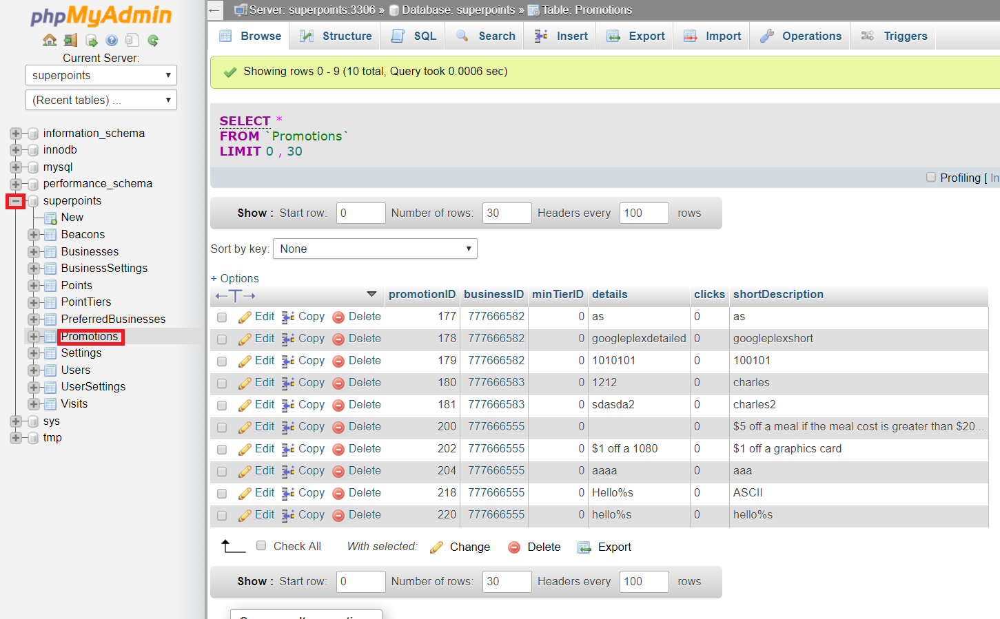 phpMyAdmin
Current Server:
superpoints
(Recent tables) ...
information_schema
innodb
mysql
performance_schema
superpoints
New
Beacons
Businesses
BusinessSettings
Points
PointTiers
PreferredBusinesses
Promotions
Settings
Users
UserSettings
Visits
sys
tmp
Server: superpoints:3306 » Database: superpoints » Table: Promotions
Browse Structure SQL Search Insert Export Import Operations Triggers
Showing rows 0 - 9 (10 total, Query took 0.0006 sec)
SELECT *
FROM `Promotions`
LIMIT 0 , 30
Profiling [ In
Show : Start row: 0 Number of rows: 30 Headers every 100 rows
Sort by key: None
+ Options
promotionID businessID minTierID details clicks shortDescription
Edit Copy Delete 177 777666582 0 as 0 as
Edit Copy Delete 178 777666582 0 googleplexdetailed 0 googleplexshort
Edit Copy Delete 179 777666582 0 1010101 0 100101
Edit Copy Delete 180 777666583 0 1212 0 charles
Edit Copy Delete 181 777666583 0 sdasda2 0 charles2
Edit Copy Delete 200 777666555 0 0 $5 off a meal if the meal cost is greater than $20...
Edit Copy Delete 202 777666555 0 $1 off a 1080 0 $1 off a graphics card
Edit Copy Delete 204 777666555 0 aaaa 0 aaa
Edit Copy Delete 218 777666555 0 Hello%s 0 ASCII
Edit Copy Delete 220 777666555 0 hello%s 0 hello%s
Check All With selected: Change Delete Export
Show : Start row: 0 Number of rows: 30 Headers every 100 rows